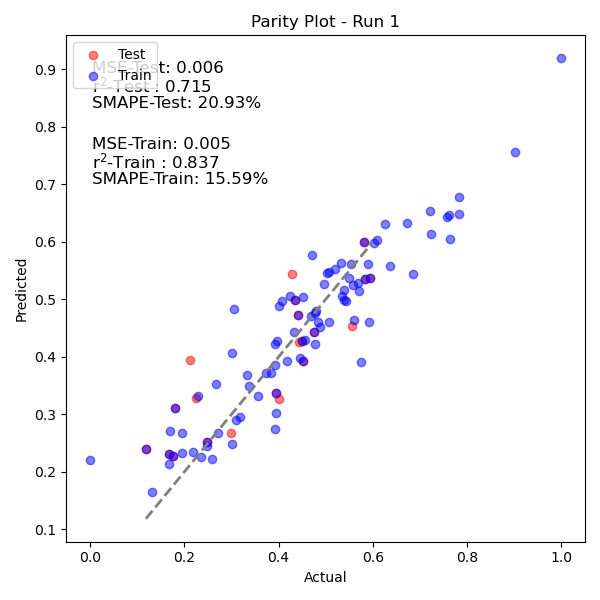 Parity Plot - Run 1
Test
Train
MSE-Test: 0.006
r²-Test : 0.715
SMAPE-Test: 20.93%
MSE-Train: 0.005
r²-Train : 0.837
SMAPE-Train: 15.59%
Predicted
0.9
0.8
0.7
0.6
0.5
0.4
0.3
0.2
0.1
0.0 0.2 0.4 0.6 0.8 1.0
Actual